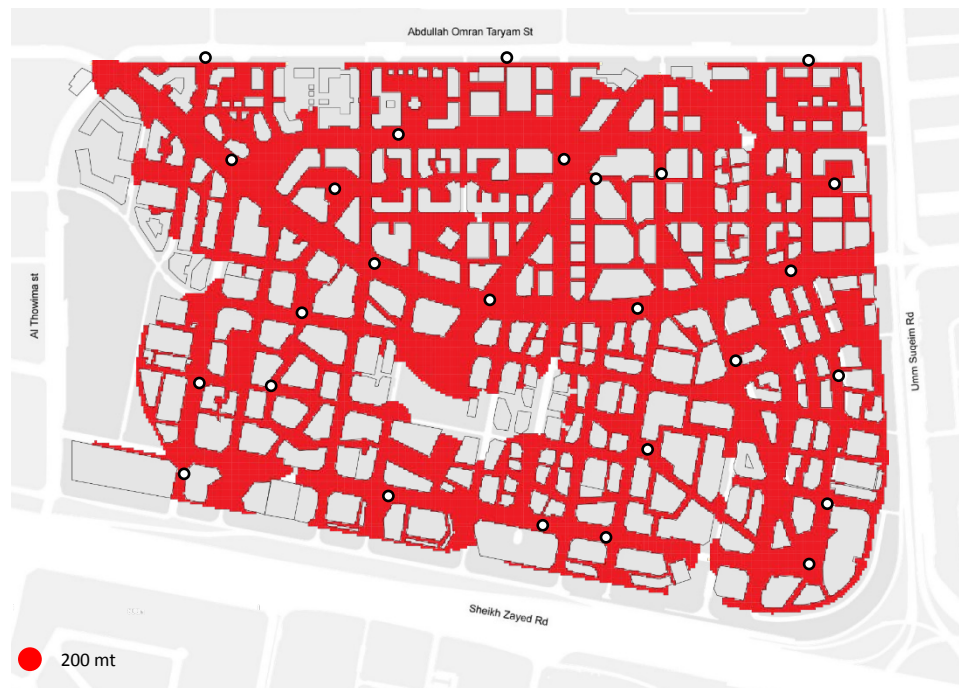 Abdullah Omran Taryam St
Al Thowima st
Umm Suqeim Rd
Sheikh Zayed Rd
200 mt